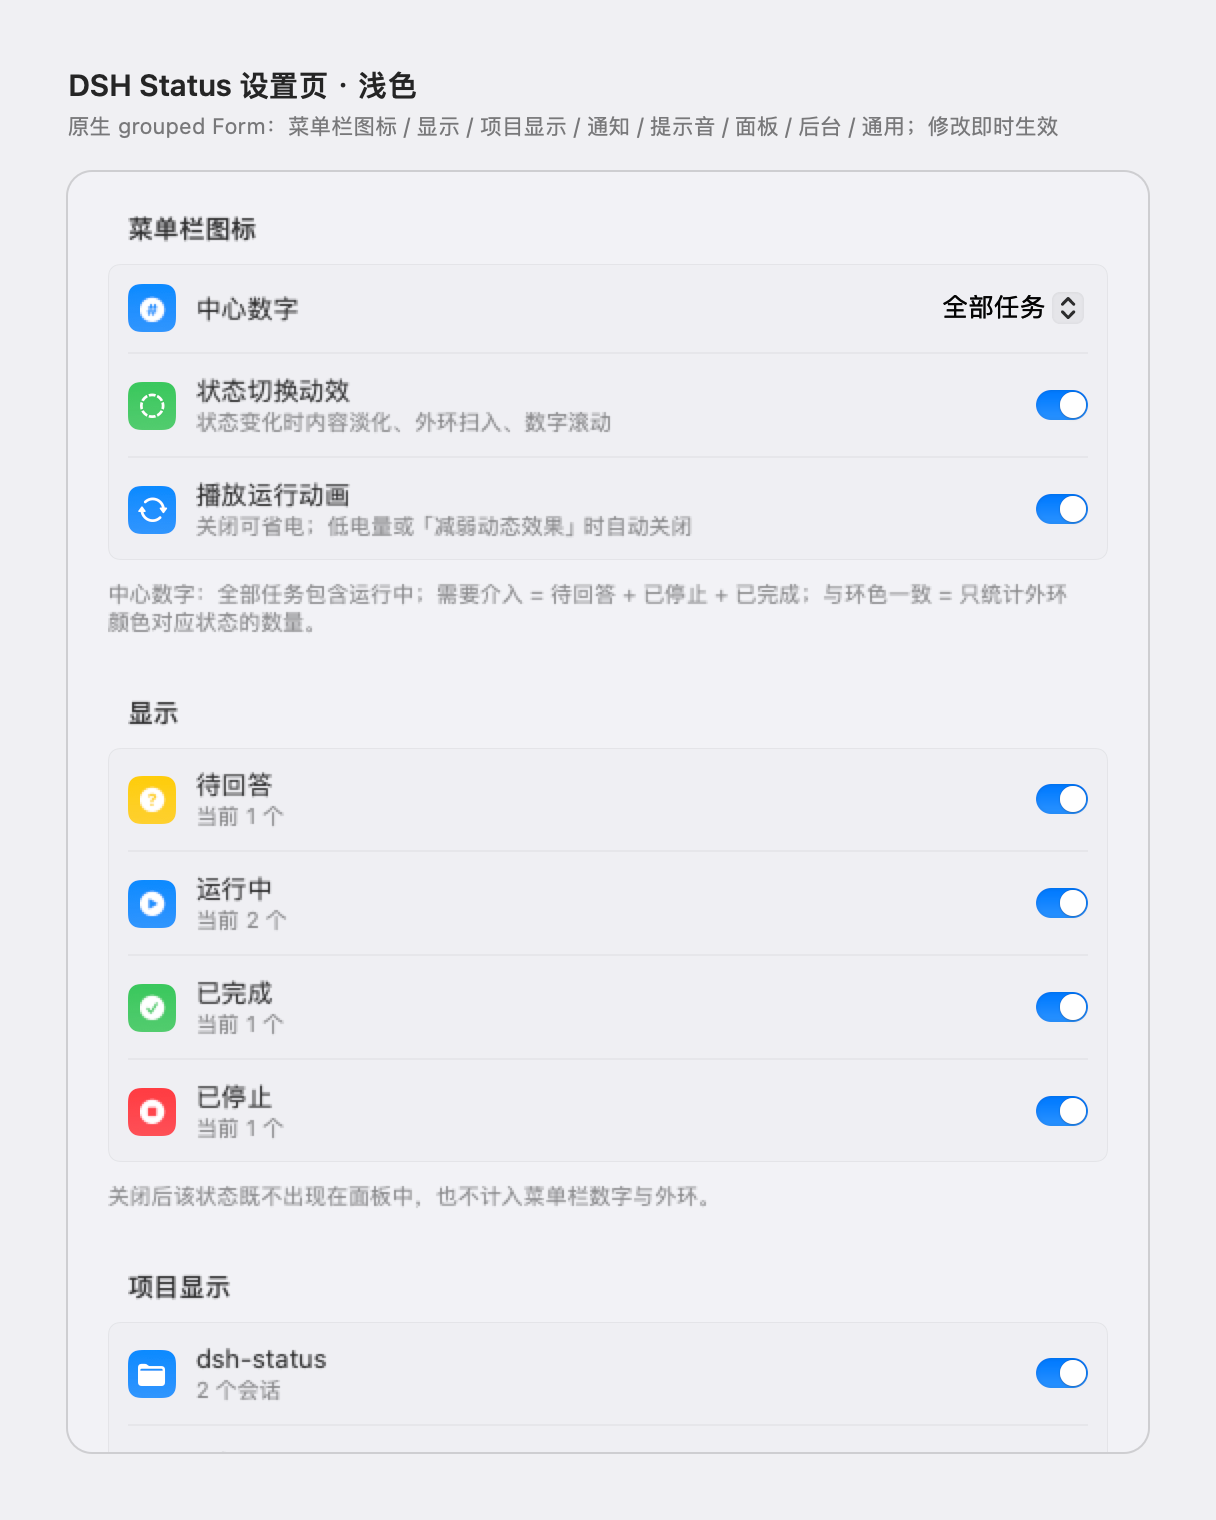 DSH Status 设置页 · 浅色
原生 grouped Form：菜单栏图标 / 显示 / 项目显示 / 通知 / 提示音 / 面板 / 后台 / 通用；修改即时生效
菜单栏图标
# 中心数字 全部任务
状态切换动效
状态变化时内容淡化、外环扫入、数字滚动
播放运行动画
关闭可省电；低电量或「减弱动态效果」时自动关闭
中心数字：全部任务包含运行中；需要介入 = 待回答 + 已停止 + 已完成；与环色一致 = 只统计外环
颜色对应状态的数量。
显示
? 待回答
当前 1 个
运行中
当前 2 个
已完成
当前 1 个
已停止
当前 1 个
关闭后该状态既不出现在面板中，也不计入菜单栏数字与外环。
项目显示
dsh-status
2 个会话